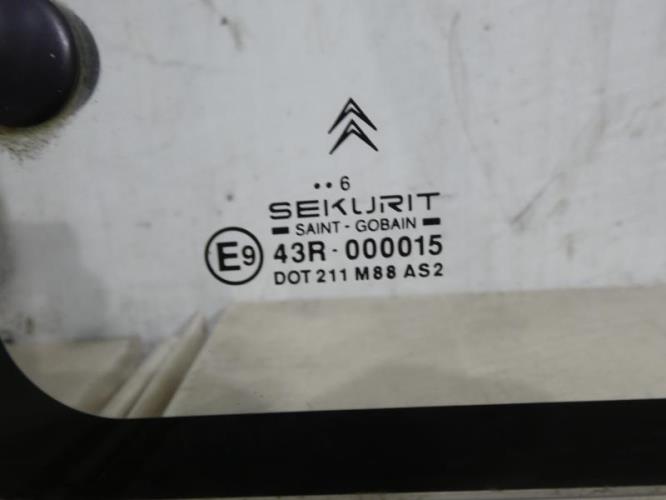 ••6
SEKURIT
SAINT - GOBAIN
E9 43R - 000015
DOT 211 M88 AS2